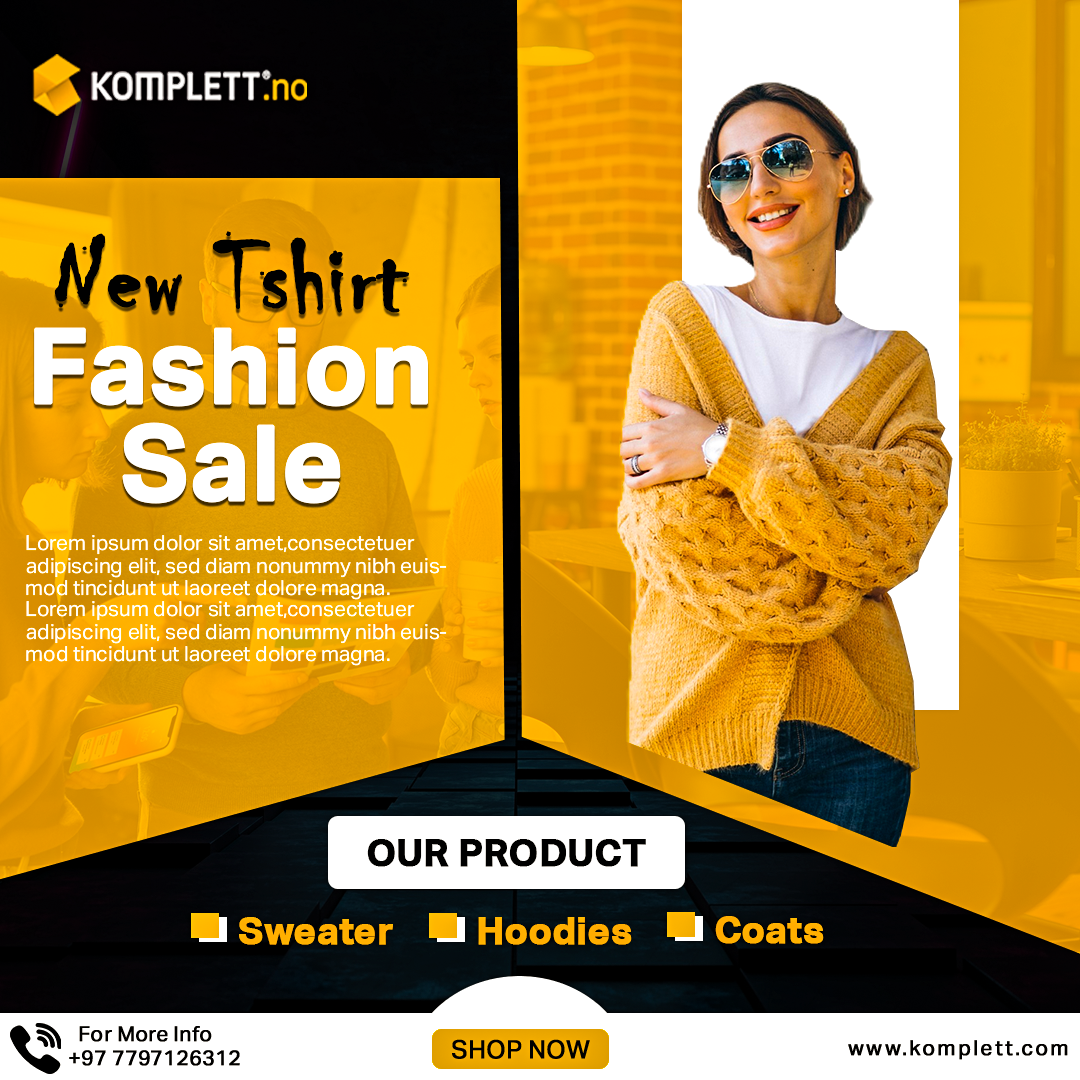 KOMPLETT®.no
New Tshirt
Fashion
Sale
Lorem ipsum dolor sit amet,consectetuer
adipiscing elit, sed diam nonummy nibh euis-
mod tincidunt ut laoreet dolore magna.
Lorem ipsum dolor sit amet,consectetuer
adipiscing elit, sed diam nonummy nibh euis-
mod tincidunt ut laoreet dolore magna.
OUR PRODUCT
Sweater Hoodies Coats
For More Info
+97 7797126312
SHOP NOW
www.komplett.com